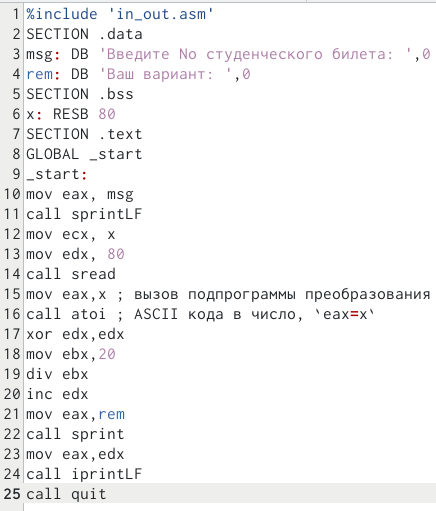 1 %include 'in_out.asm'
2 SECTION .data
3 msg: DB 'Введите No студенческого билета: ',0
4 rem: DB 'Ваш вариант: ',0
5 SECTION .bss
6 x: RESB 80
7 SECTION .text
8 GLOBAL _start
9 _start:
10 mov eax, msg
11 call sprintLF
12 mov ecx, x
13 mov edx, 80
14 call sread
15 mov eax,x ; вызов подпрограммы преобразования
16 call atoi ; ASCII кода в число, `eax=x`
17 xor edx,edx
18 mov ebx,20
19 div ebx
20 inc edx
21 mov eax,rem
22 call sprint
23 mov eax,edx
24 call iprintLF
25 call quit